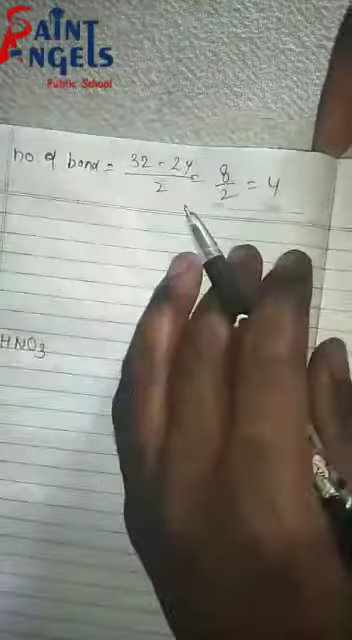 SAINT
ANGELS
Public School
no of bond = 32 - 24 / 2 = 8 / 2 = 4
HNO3